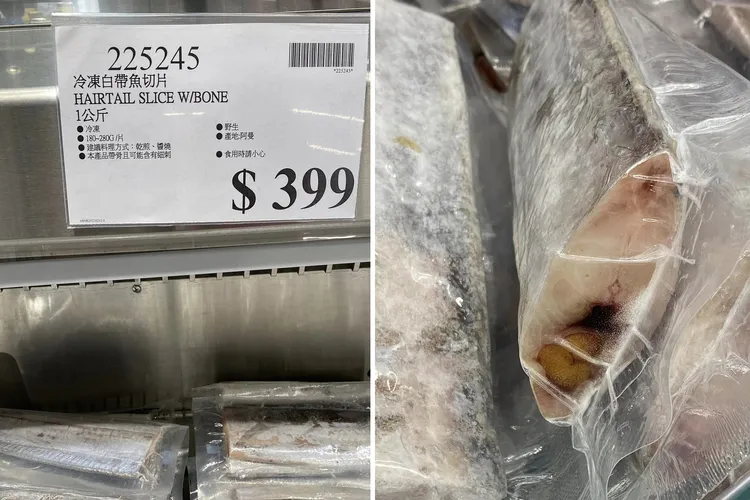 225245
冷凍白帶魚切片
HAIRTAIL SLICE W/BONE
1公斤
● 冷凍 ● 野生
● 180~280G/片 ● 產地:阿曼
● 建議料理方式：乾煎、醬燒
● 本產品帶骨且可能含有細刺 ● 食用時請小心
$ 399
*225245*